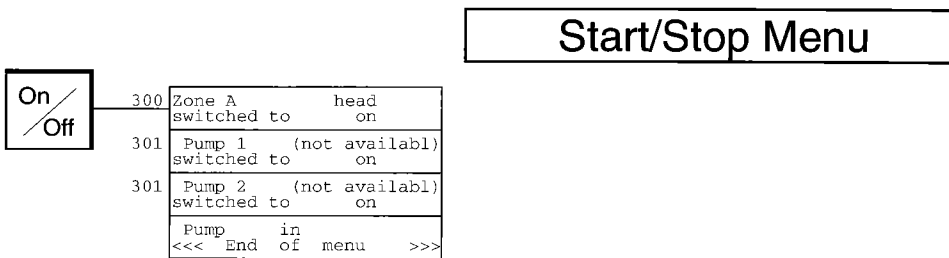 Start/Stop Menu
On/Off
300 Zone A head
switched to on
301 Pump 1 (not availabl)
switched to on
301 Pump 2 (not availabl)
switched to on
Pump in
<<< End of menu >>>